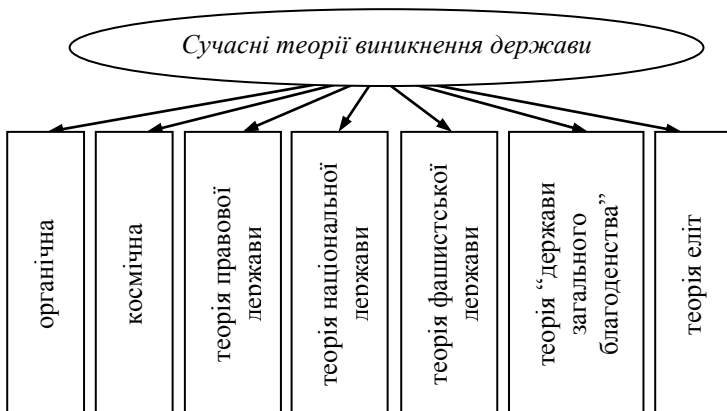 Сучасні теорії виникнення держави
органічна
космічна
теорія правової
держави
теорія національної
держави
теорія фашистської
держави
теорія “держави
загального
благоденства”
теорія еліт